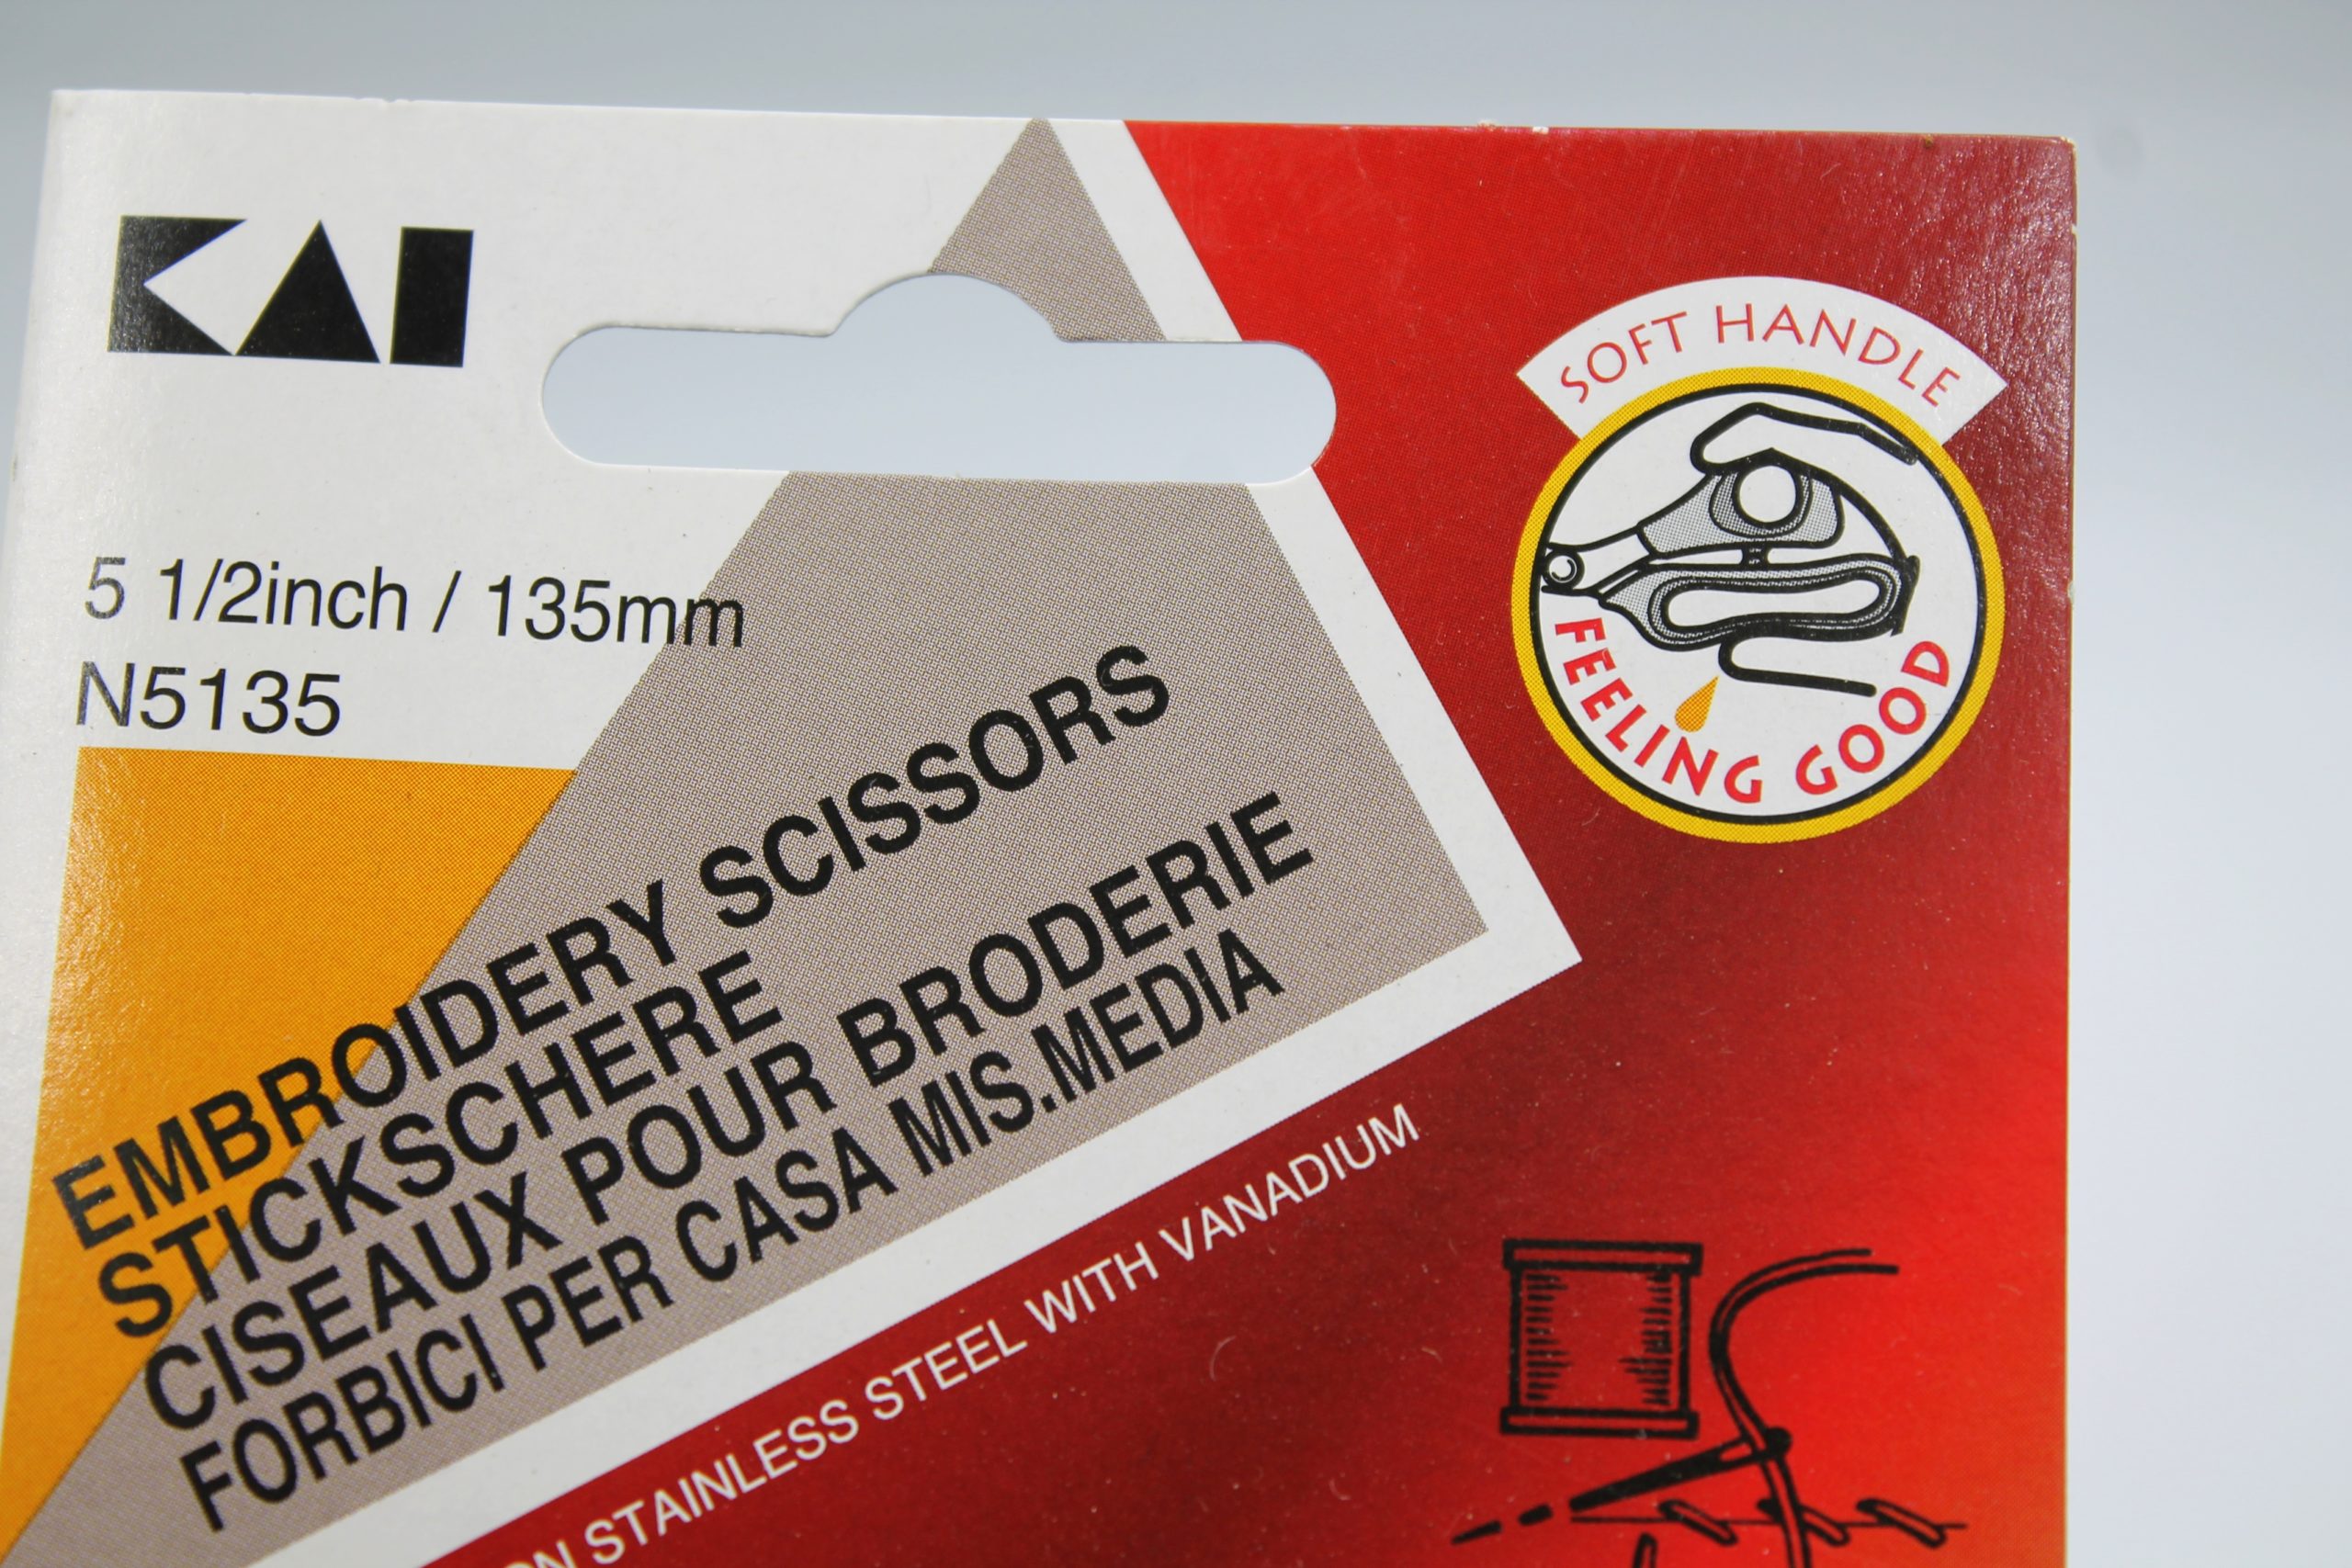 KAI
5 1/2inch / 135mm
N5135
SOFT HANDLE
FEELING GOOD
EMBROIDERY SCISSORS
STICKSCHERE
CISEAUX POUR BRODERIE
FORBICI PER CASA MIS.MEDIA
STAINLESS STEEL WITH VANADIUM